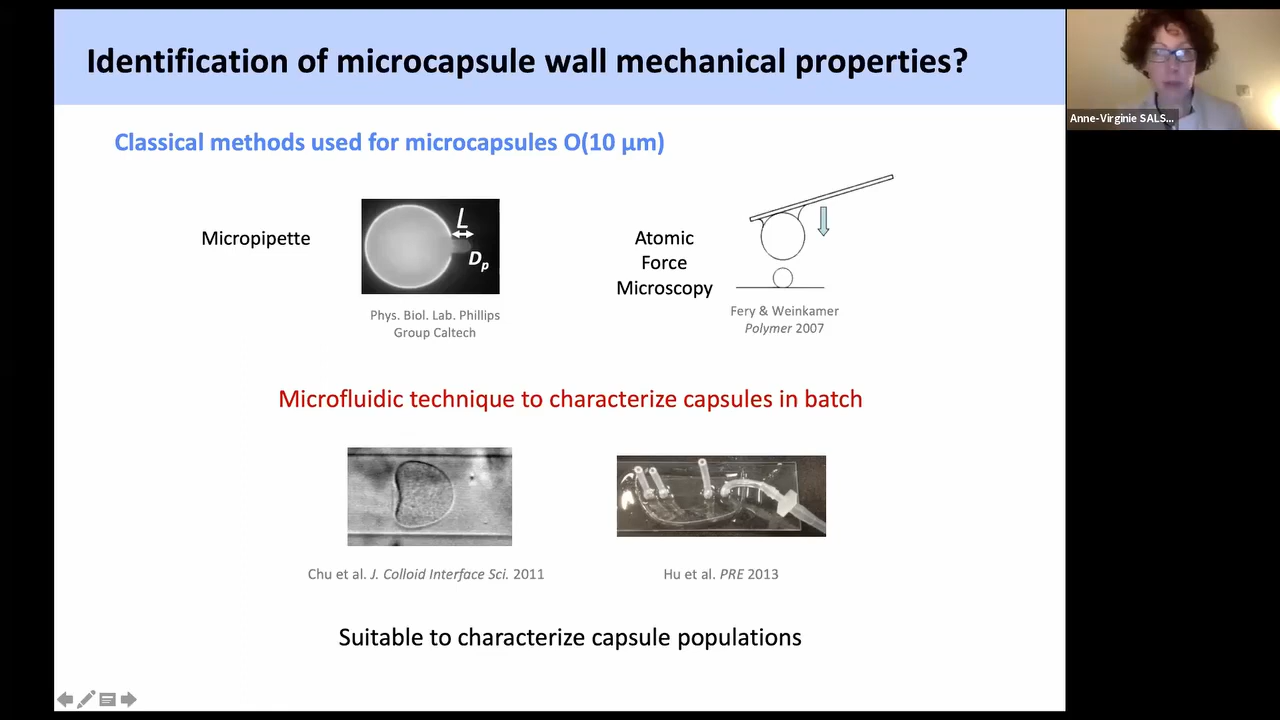 Identification of microcapsule wall mechanical properties?
Anne-Virginie SALS...
Classical methods used for microcapsules O(10 µm)
Micropipette
L
Dp
Phys. Biol. Lab. Phillips
Group Caltech
Atomic
Force
Microscopy
Fery & Weinkamer
Polymer 2007
Microfluidic technique to characterize capsules in batch
Chu et al. J. Colloid Interface Sci. 2011
Hu et al. PRE 2013
Suitable to characterize capsule populations